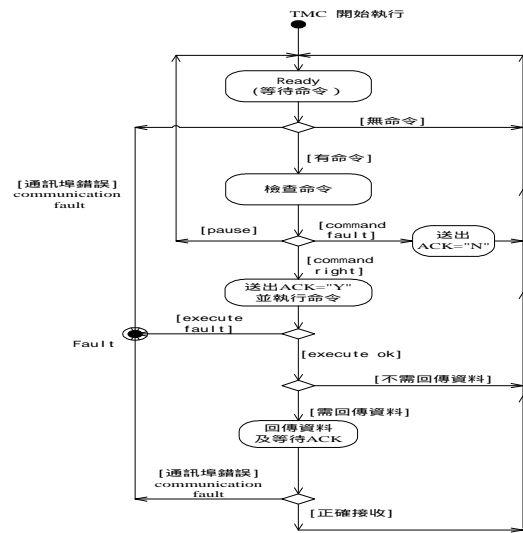 TMC 開始執行
Ready
(等待命令)
[無命令]
[有命令]
[通訊埠錯誤]
communication
fault
檢查命令
[pause]
[command
fault]
送出
ACK="N"
[command
right]
送出ACK="Y"
並執行命令
[execute
fault]
Fault
[execute ok]
[不需回傳資料]
[需回傳資料]
回傳資料
及等待ACK
[通訊埠錯誤]
communication
fault
[正確接收]